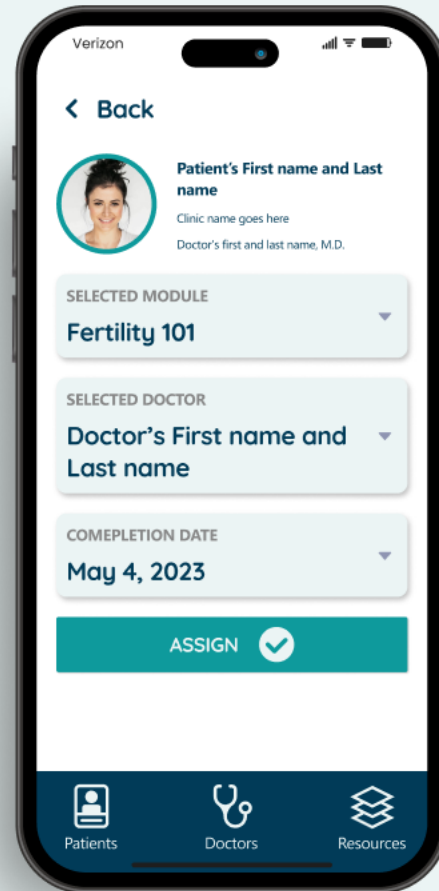 Verizon
Back
Patient's First name and Last
name
Clinic name goes here
Doctor's first and last name, M.D.
SELECTED MODULE
Fertility 101
SELECTED DOCTOR
Doctor's First name and
Last name
COMEPLETION DATE
May 4, 2023
ASSIGN
Patients
Doctors
Resources